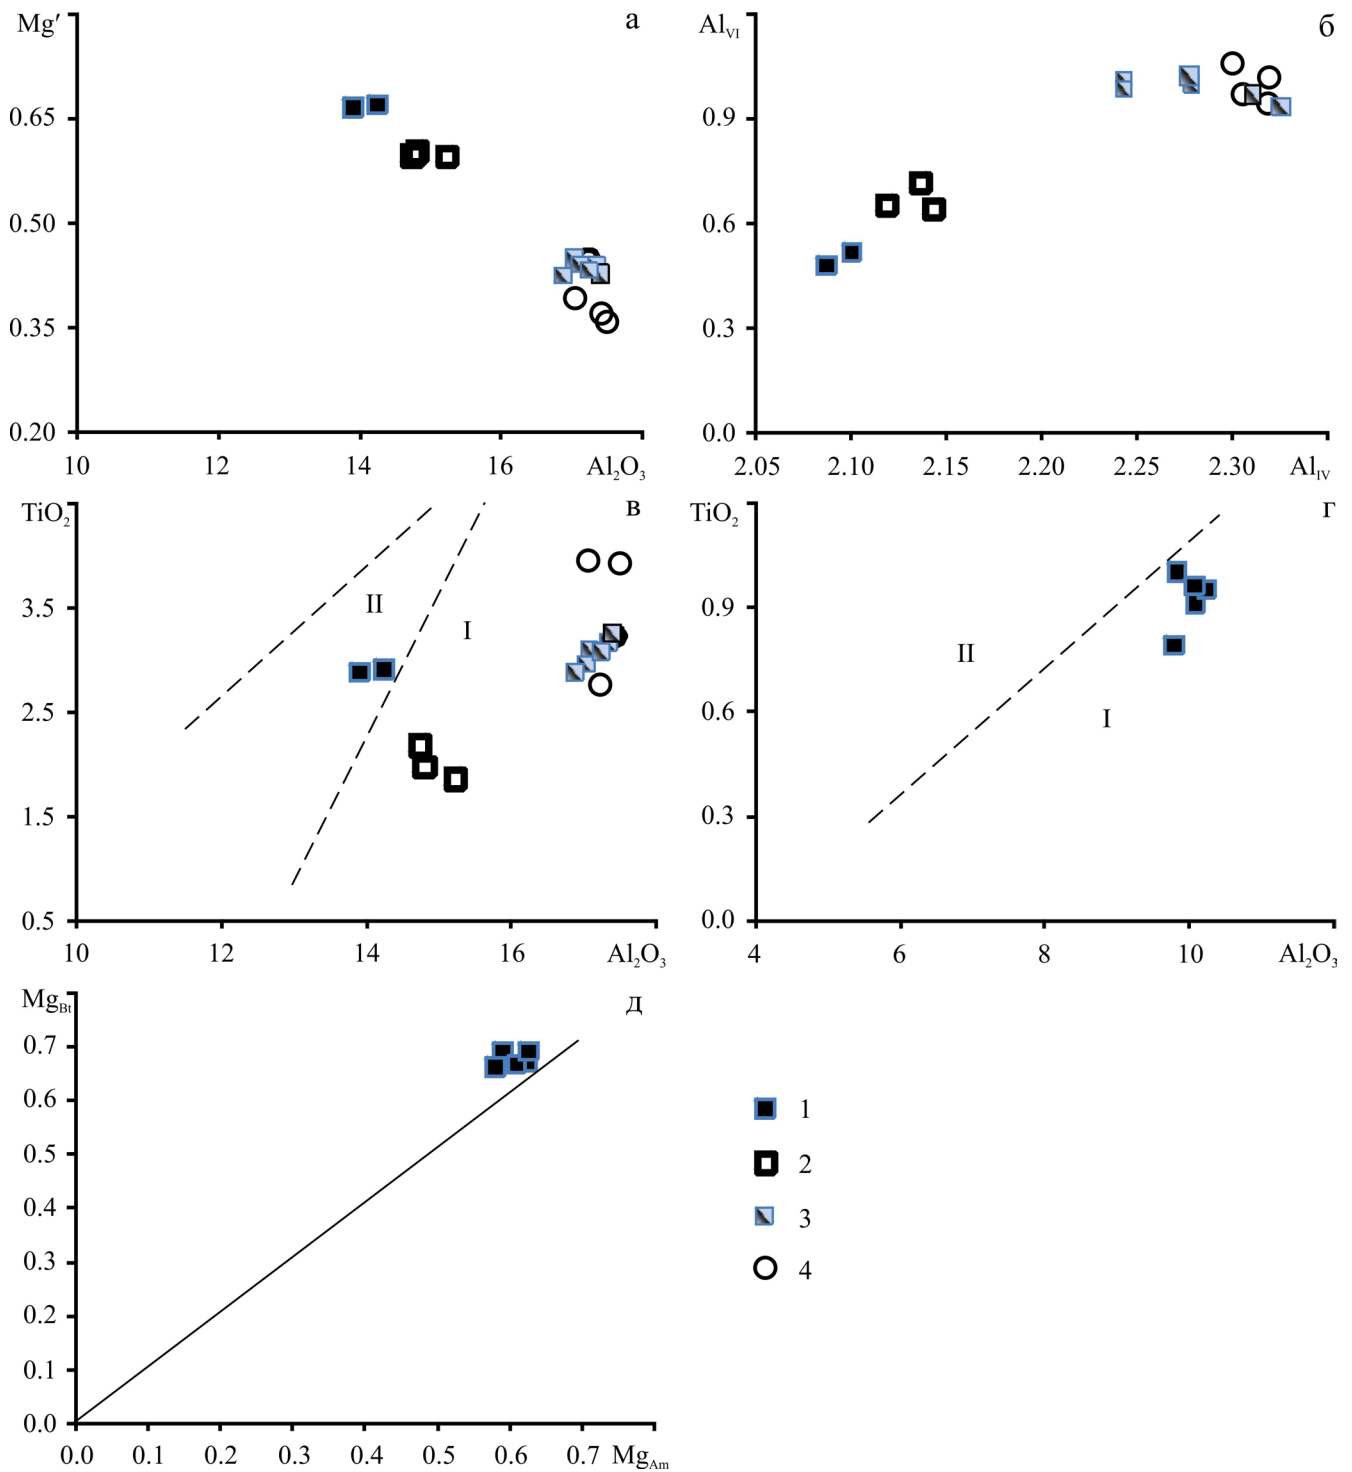 Mg′ а
0.65
0.50
0.35
0.20
10 12 14 16 Al₂O₃
Al_VI б
0.9
0.6
0.3
0.0
2.05 2.10 2.15 2.20 2.25 2.30 Al_IV
TiO₂ в
II
I
3.5
2.5
1.5
0.5
10 12 14 16 Al₂O₃
TiO₂ г
0.9
II
I
0.6
0.3
0.0
4 6 8 10 Al₂O₃
Mg_Bt д
0.7
0.6
0.5
0.4
0.3
0.2
0.1
0.0
0.0 0.1 0.2 0.3 0.4 0.5 0.6 0.7 Mg_Am
1
2
3
4